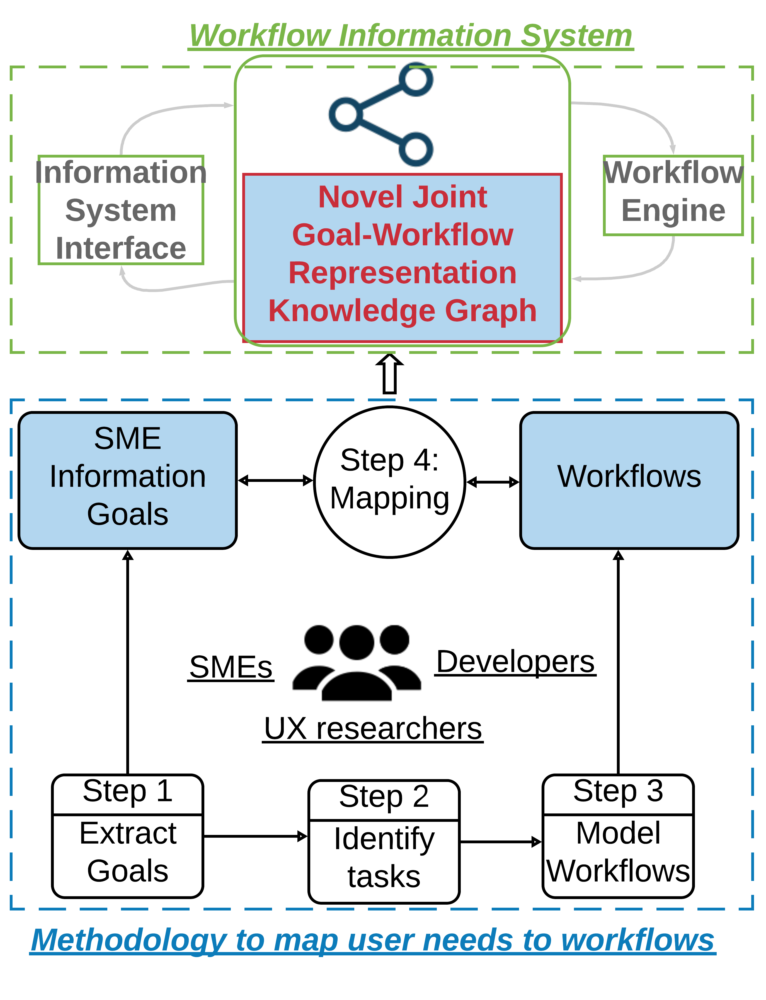 Workflow Information System
Information
System
Interface
Novel Joint
Goal-Workflow
Representation
Knowledge Graph
Workflow
Engine
SME
Information
Goals
Step 4:
Mapping
Workflows
SMEs
Developers
UX researchers
Step 1
Extract
Goals
Step 2
Identify
tasks
Step 3
Model
Workflows
Methodology to map user needs to workflows